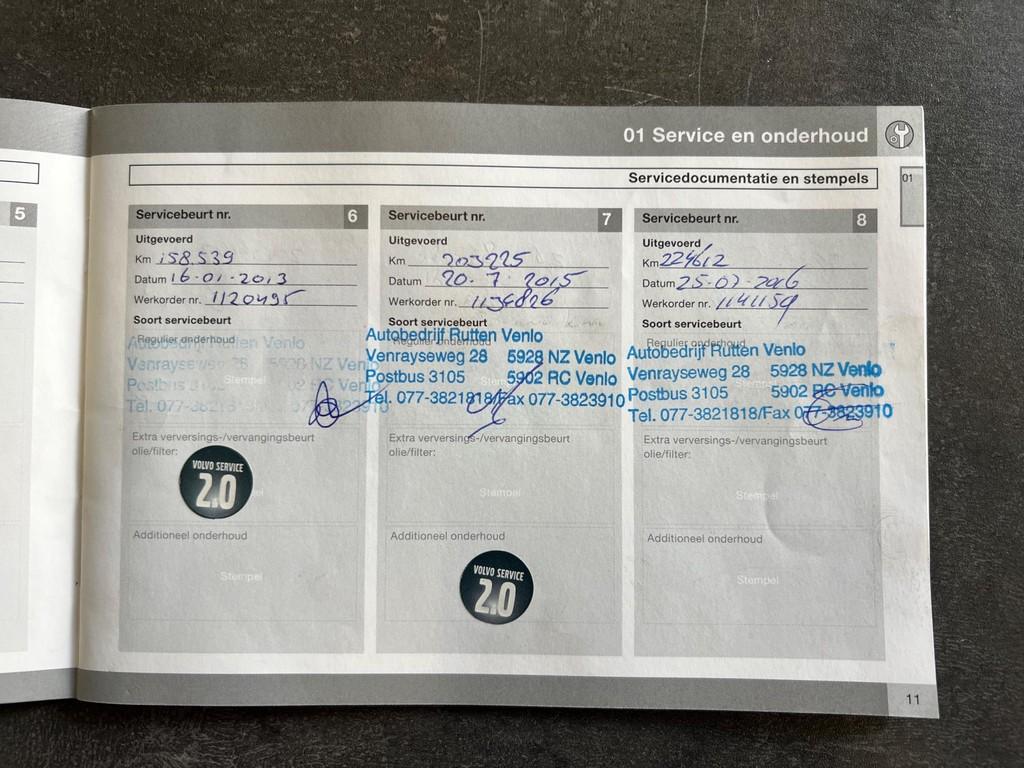 01 Service en onderhoud
Servicedocumentatie en stempels
01
5
Servicebeurt nr. 6
Uitgevoerd
Km 158.539
Datum 16-01-2013
Werkorder nr. 1120495
Soort servicebeurt
Regulier onderhoud
Autobedrijf Rutten Venlo
Venrayseweg 28 5928 NZ Venlo
Postbus 3105 5902 RC Venlo
Stempel
Tel. 077-3821818/Fax 077-3823910
Extra verversings-/vervangingsbeurt
olie/filter:
VOLVO SERVICE
2.0
Additioneel onderhoud
Stempel
Servicebeurt nr. 7
Uitgevoerd
Km 203225
Datum 20-7-2015
Werkorder nr. 1134826
Soort servicebeurt
Regulier onderhoud
Autobedrijf Rutten Venlo
Venrayseweg 28 5928 NZ Venlo
Postbus 3105 5902 RC Venlo
Tel. 077-3821818/Fax 077-3823910
Extra verversings-/vervangingsbeurt
olie/filter:
Stempel
Additioneel onderhoud
VOLVO SERVICE
2.0
Servicebeurt nr. 8
Uitgevoerd
Km 224612
Datum 25-07-2016
Werkorder nr. 1141159
Soort servicebeurt
Regulier onderhoud
Autobedrijf Rutten Venlo
Venrayseweg 28 5928 NZ Venlo
Postbus 3105 5902 RC Venlo
Tel. 077-3821818/Fax 077-3823910
Extra verversings-/vervangingsbeurt
olie/filter:
Stempel
Additioneel onderhoud
Stempel
11